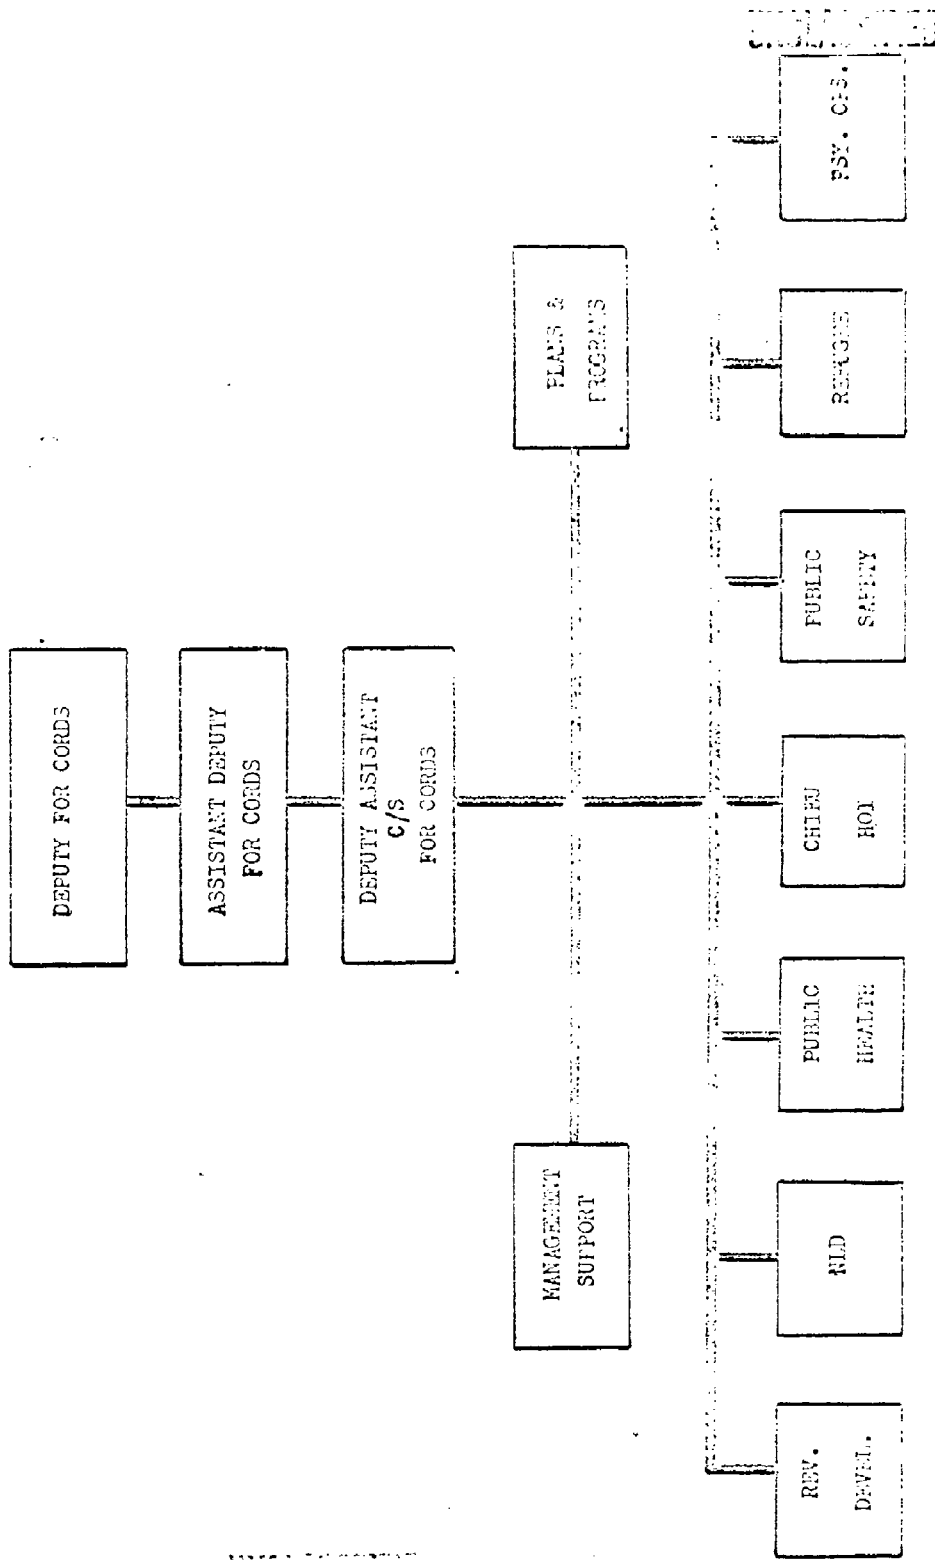 DEPUTY FOR CORDS
ASSISTANT DEPUTY
FOR CORDS
DEPUTY ASSISTANT
C/S
FOR CORDS
MANAGEMENT
SUPPORT
PLANS &
PROGRAMS
REV.
DEVEL.
NLD
PUBLIC
HEALTH
CHIEU
HOI
PUBLIC
SAFETY
REFUGEE
PSY. OPS.